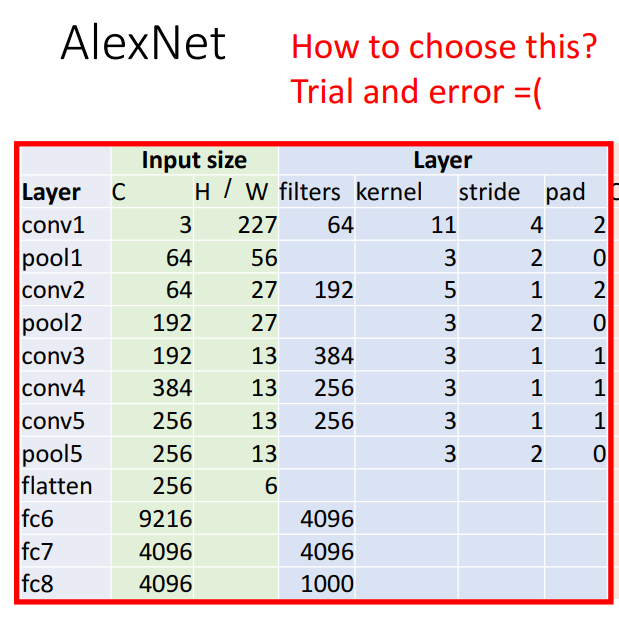 AlexNet
How to choose this?
Trial and error =(
Input size Layer
Layer C H / W filters kernel stride pad
conv1 3 227 64 11 4 2
pool1 64 56 3 2 0
conv2 64 27 192 5 1 2
pool2 192 27 3 2 0
conv3 192 13 384 3 1 1
conv4 384 13 256 3 1 1
conv5 256 13 256 3 1 1
pool5 256 13 3 2 0
flatten 256 6
fc6 9216 4096
fc7 4096 4096
fc8 4096 1000